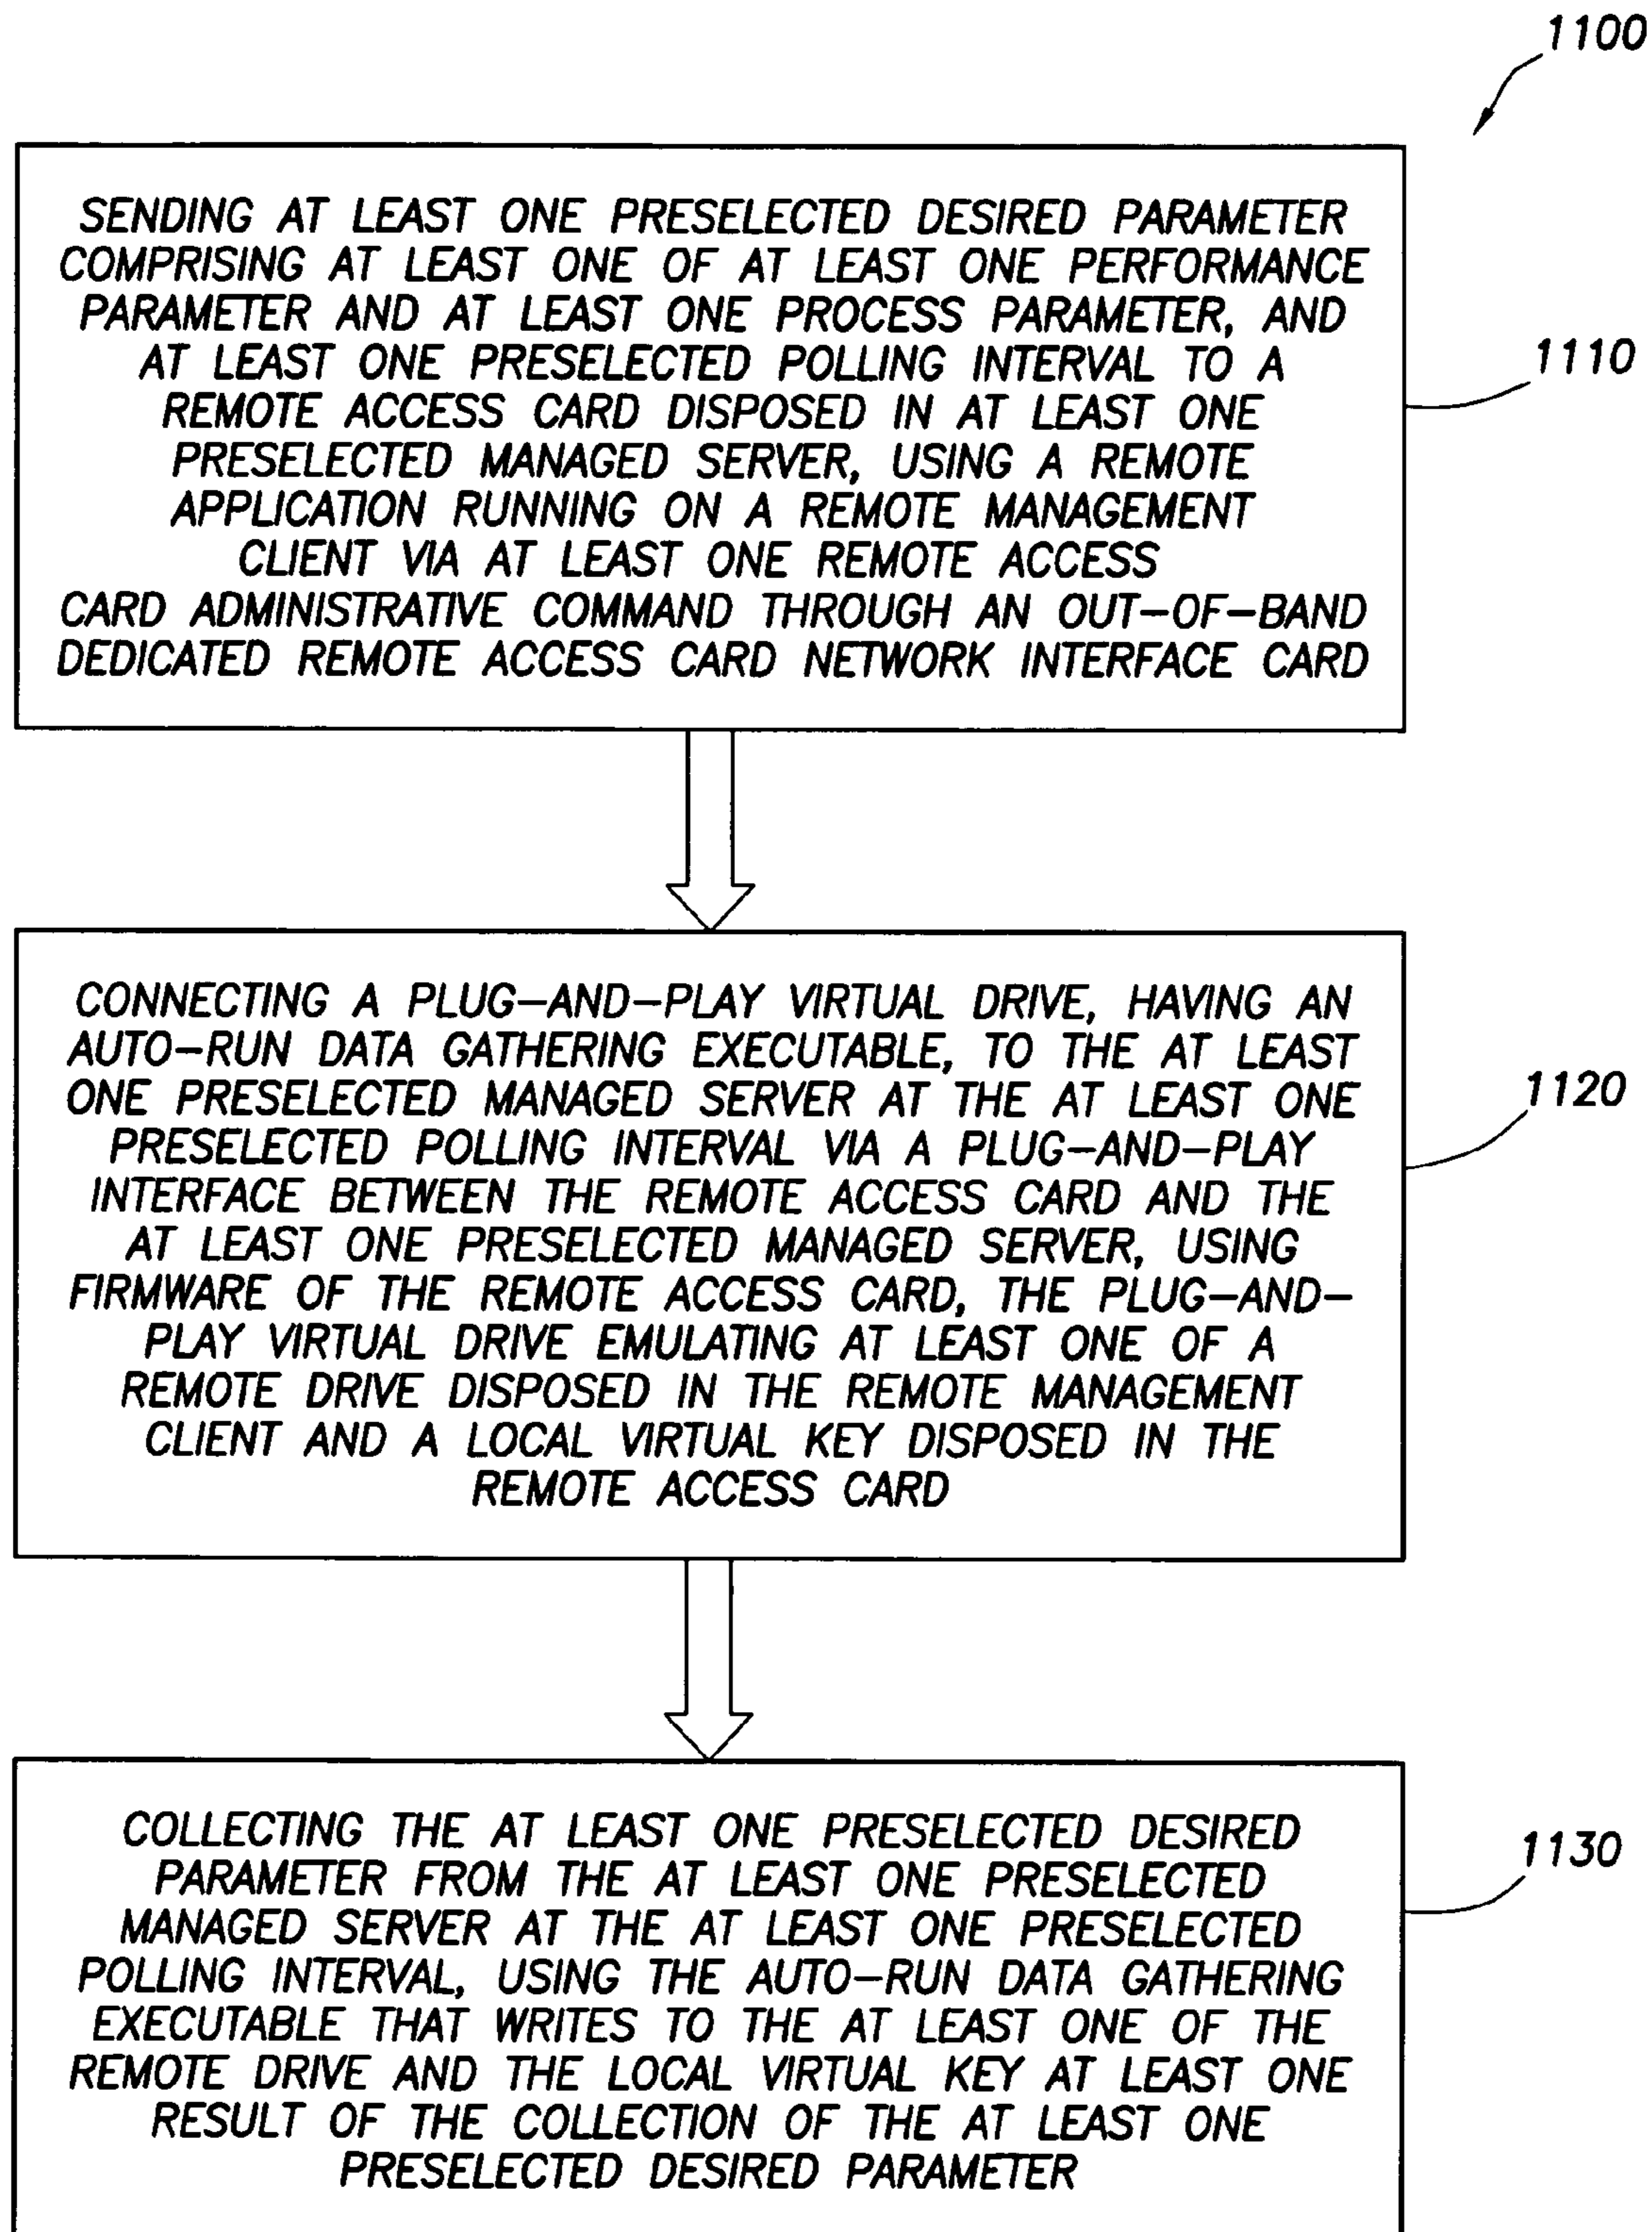 1100
SENDING AT LEAST ONE PRESELECTED DESIRED PARAMETER
COMPRISING AT LEAST ONE OF AT LEAST ONE PERFORMANCE
PARAMETER AND AT LEAST ONE PROCESS PARAMETER, AND
AT LEAST ONE PRESELECTED POLLING INTERVAL TO A
REMOTE ACCESS CARD DISPOSED IN AT LEAST ONE
PRESELECTED MANAGED SERVER, USING A REMOTE
APPLICATION RUNNING ON A REMOTE MANAGEMENT
CLIENT VIA AT LEAST ONE REMOTE ACCESS
CARD ADMINISTRATIVE COMMAND THROUGH AN OUT-OF-BAND
DEDICATED REMOTE ACCESS CARD NETWORK INTERFACE CARD
1110
CONNECTING A PLUG-AND-PLAY VIRTUAL DRIVE, HAVING AN
AUTO-RUN DATA GATHERING EXECUTABLE, TO THE AT LEAST
ONE PRESELECTED MANAGED SERVER AT THE AT LEAST ONE
PRESELECTED POLLING INTERVAL VIA A PLUG-AND-PLAY
INTERFACE BETWEEN THE REMOTE ACCESS CARD AND THE
AT LEAST ONE PRESELECTED MANAGED SERVER, USING
FIRMWARE OF THE REMOTE ACCESS CARD, THE PLUG-AND-
PLAY VIRTUAL DRIVE EMULATING AT LEAST ONE OF A
REMOTE DRIVE DISPOSED IN THE REMOTE MANAGEMENT
CLIENT AND A LOCAL VIRTUAL KEY DISPOSED IN THE
REMOTE ACCESS CARD
1120
COLLECTING THE AT LEAST ONE PRESELECTED DESIRED
PARAMETER FROM THE AT LEAST ONE PRESELECTED
MANAGED SERVER AT THE AT LEAST ONE PRESELECTED
POLLING INTERVAL, USING THE AUTO-RUN DATA GATHERING
EXECUTABLE THAT WRITES TO THE AT LEAST ONE OF THE
REMOTE DRIVE AND THE LOCAL VIRTUAL KEY AT LEAST ONE
RESULT OF THE COLLECTION OF THE AT LEAST ONE
PRESELECTED DESIRED PARAMETER
1130